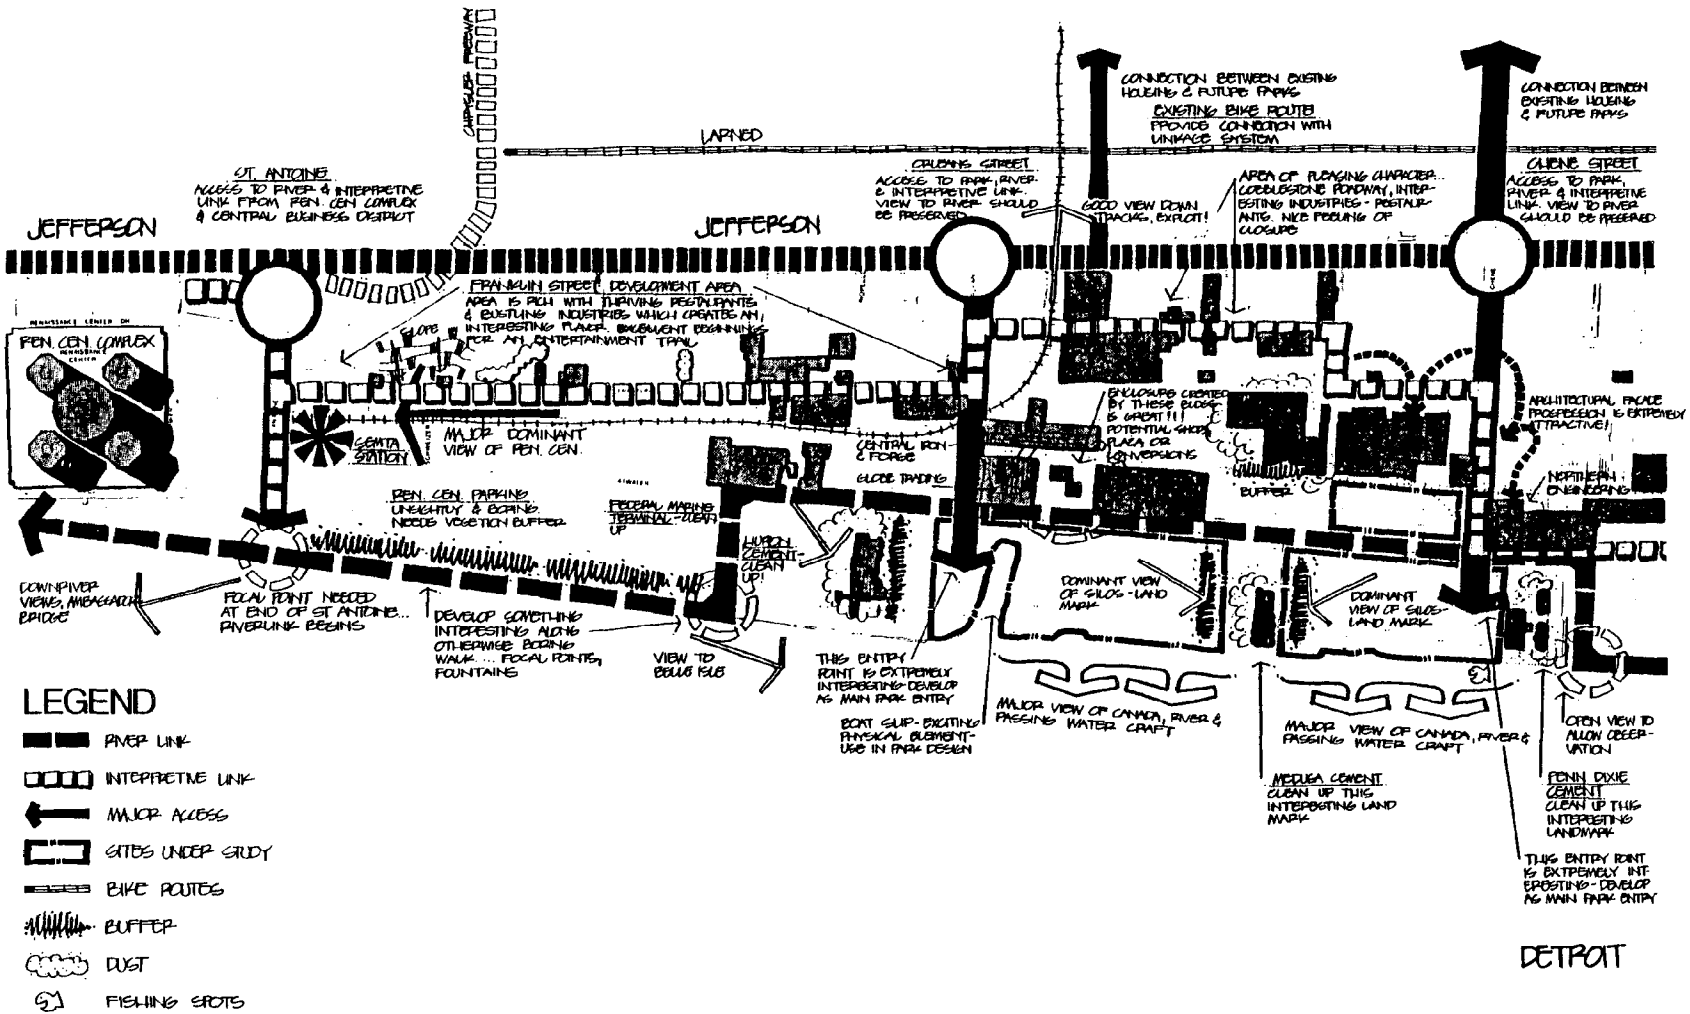 CHRYSLER FREEWAY
CONNECTION BETWEEN EXISTING
HOUSING & FUTURE PARKS
EXISTING BIKE ROUTE
PROVIDE CONNECTION WITH
LINKAGE SYSTEM
CONNECTION BETWEEN
EXISTING HOUSING
& FUTURE PARKS
LARNED
ST. ANTOINE
ACCESS TO RIVER & INTERPRETIVE
LINK FROM REN. CEN COMPLEX
& CENTRAL BUSINESS DISTRICT
ORLEANS STREET
ACCESS TO PARK, RIVER
& INTERPRETIVE LINK.
VIEW TO RIVER SHOULD
BE PRESERVED
GOOD VIEW DOWN
TRACKS, EXPLOIT!
AREA OF PLEASING CHARACTER...
COBBLESTONE ROADWAY, INTER-
ESTING INDUSTRIES - RESTAUR-
ANTS. NICE FEELING OF
CLOSURE
CHENE STREET
ACCESS TO PARK,
RIVER & INTERPRETIVE
LINK. VIEW TO RIVER
SHOULD BE PRESERVED
JEFFERSON
JEFFERSON
FRANKLIN STREET DEVELOPMENT AREA
AREA IS RICH WITH THRIVING RESTAURANTS
& BUSTLING INDUSTRIES WHICH CREATES AN
INTERESTING FLAVOR. EXCELLENT BEGINNINGS
FOR AN ENTERTAINMENT TRAIL
SLOPE
RENAISSANCE CENTER DR
REN. CEN. COMPLEX
RENAISSANCE
CENTER
SEMTA
STATION
MAJOR DOMINANT
VIEW OF REN. CEN.
CENTRAL IRON
& FORGE
GLOBE TRADING
ENCLOSURE CREATED
BY THESE BLDGS
IS GREAT!!!
POTENTIAL SHOPS
PLAZA OR
CONVERSIONS
BUFFER
ARCHITECTURAL FACADE
PROGRESSION IS EXTREMELY
ATTRACTIVE!
NORTHERN
ENGINEERING
REN. CEN. PARKING
UNSIGHTLY & BORING
NEEDS VEGETION BUFFER
ATWATER
FEDERAL MARINE
TERMINAL - CLEAN
UP
HURON
CEMENT-
CLEAN
UP!
DOWNRIVER
VIEWS, AMBASSADOR
BRIDGE
FOCAL POINT NEEDED
AT END OF ST ANTOINE...
RIVERLINK BEGINS
DEVELOP SOMETHING
INTERESTING ALONG
OTHERWISE BORING
WALK.... FOCAL POINTS,
FOUNTAINS
VIEW TO
BELLE ISLE
DOMINANT VIEW
OF SILOS - LAND
MARK
DOMINANT
VIEW OF SILOS-
LAND MARK
THIS ENTRY
POINT IS EXTREMELY
INTERESTING - DEVELOP
AS MAIN PARK ENTRY
BOAT SLIP - EXCITING
PHYSICAL ELEMENT-
USE IN PARK DESIGN
MAJOR VIEW OF CANADA, RIVER &
PASSING WATER CRAFT
MAJOR VIEW OF CANADA, RIVER &
PASSING WATER CRAFT
OPEN VIEW TO
ALLOW OBSER-
VATION
MEDUSA CEMENT
CLEAN UP THIS
INTERESTING LAND
MARK
PENN DIXIE
CEMENT
CLEAN UP THIS
INTERESTING
LANDMARK
THIS ENTRY POINT
IS EXTREMELY INT-
ERESTING - DEVELOP
AS MAIN PARK ENTRY
LEGEND
RIVER LINK
INTERPRETIVE LINK
MAJOR ACCESS
SITES UNDER STUDY
BIKE ROUTES
BUFFER
DUST
FISHING SPOTS
DETROIT